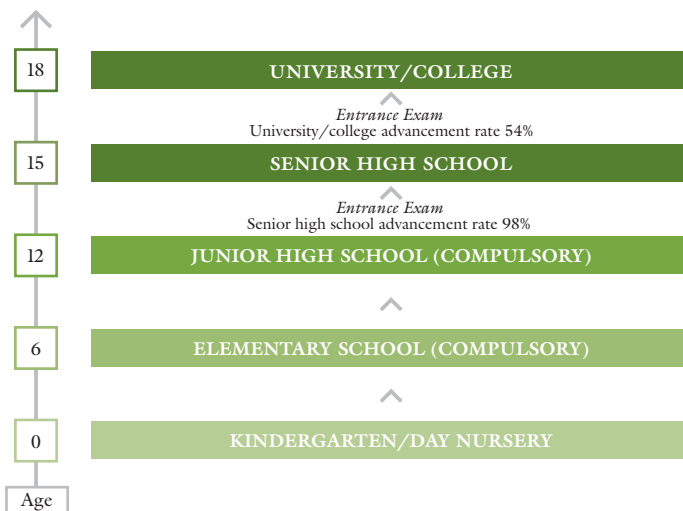 18
UNIVERSITY/COLLEGE
Entrance Exam
University/college advancement rate 54%
15
SENIOR HIGH SCHOOL
Entrance Exam
Senior high school advancement rate 98%
12
JUNIOR HIGH SCHOOL (COMPULSORY)
6
ELEMENTARY SCHOOL (COMPULSORY)
0
KINDERGARTEN/DAY NURSERY
Age